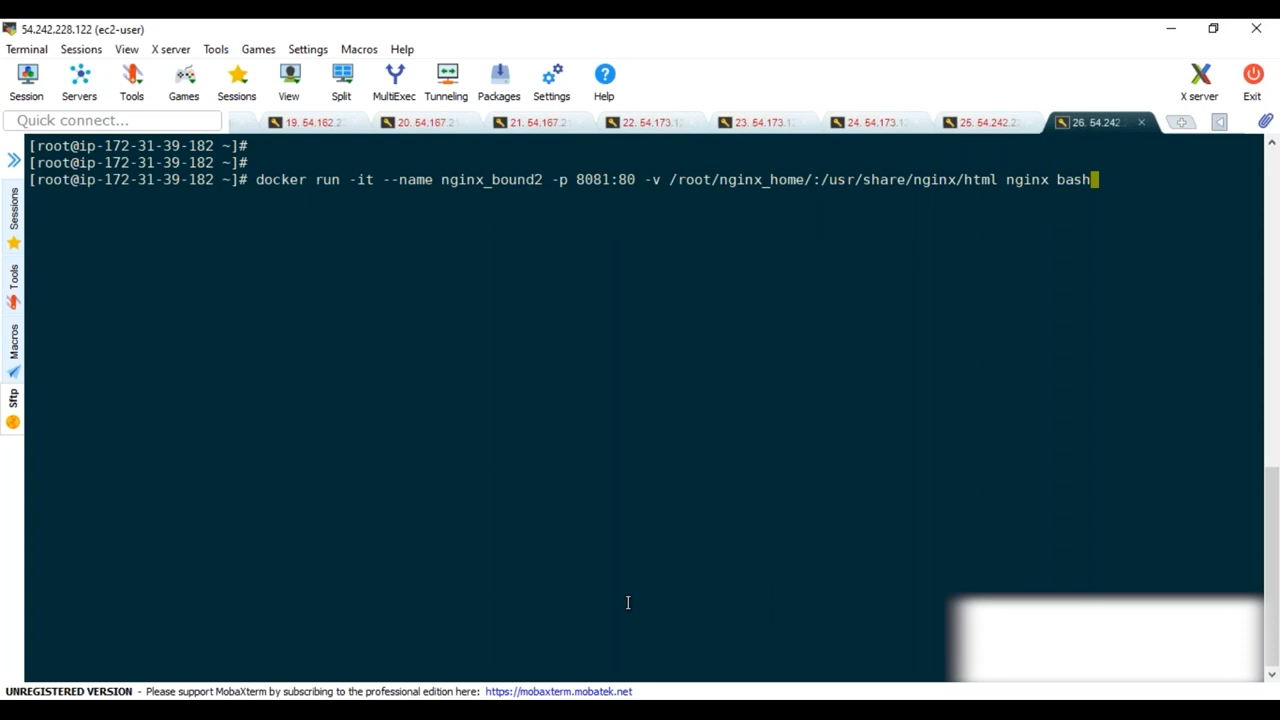 54.242.228.122 (ec2-user)
Terminal Sessions View X server Tools Games Settings Macros Help
Session Servers Tools Games Sessions View Split MultiExec Tunneling Packages Settings Help X server Exit
Quick connect... 19. 54.162.2 20. 54.167.2 21. 54.167. 22. 54.173.1 23. 54.173.1 24. 54.173.1 25. 54.242.2 26. 54.242.
[root@ip-172-31-39-182 ~]#
[root@ip-172-31-39-182 ~]#
[root@ip-172-31-39-182 ~]# docker run -it --name nginx_bound2 -p 8081:80 -v /root/nginx_home/:/usr/share/nginx/html nginx bash
Sessions
Tools
Macros
Sftp
UNREGISTERED VERSION - Please support MobaXterm by subscribing to the professional edition here: https://mobaxterm.mobatek.net